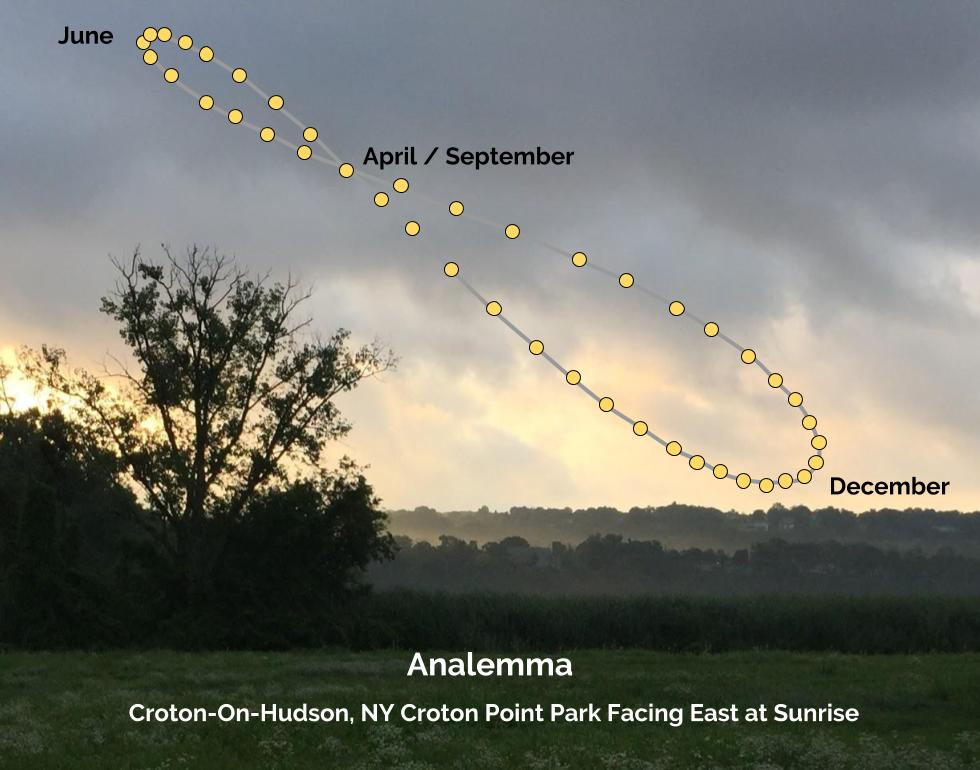 June
April / September
December
Analemma
Croton-On-Hudson, NY Croton Point Park Facing East at Sunrise